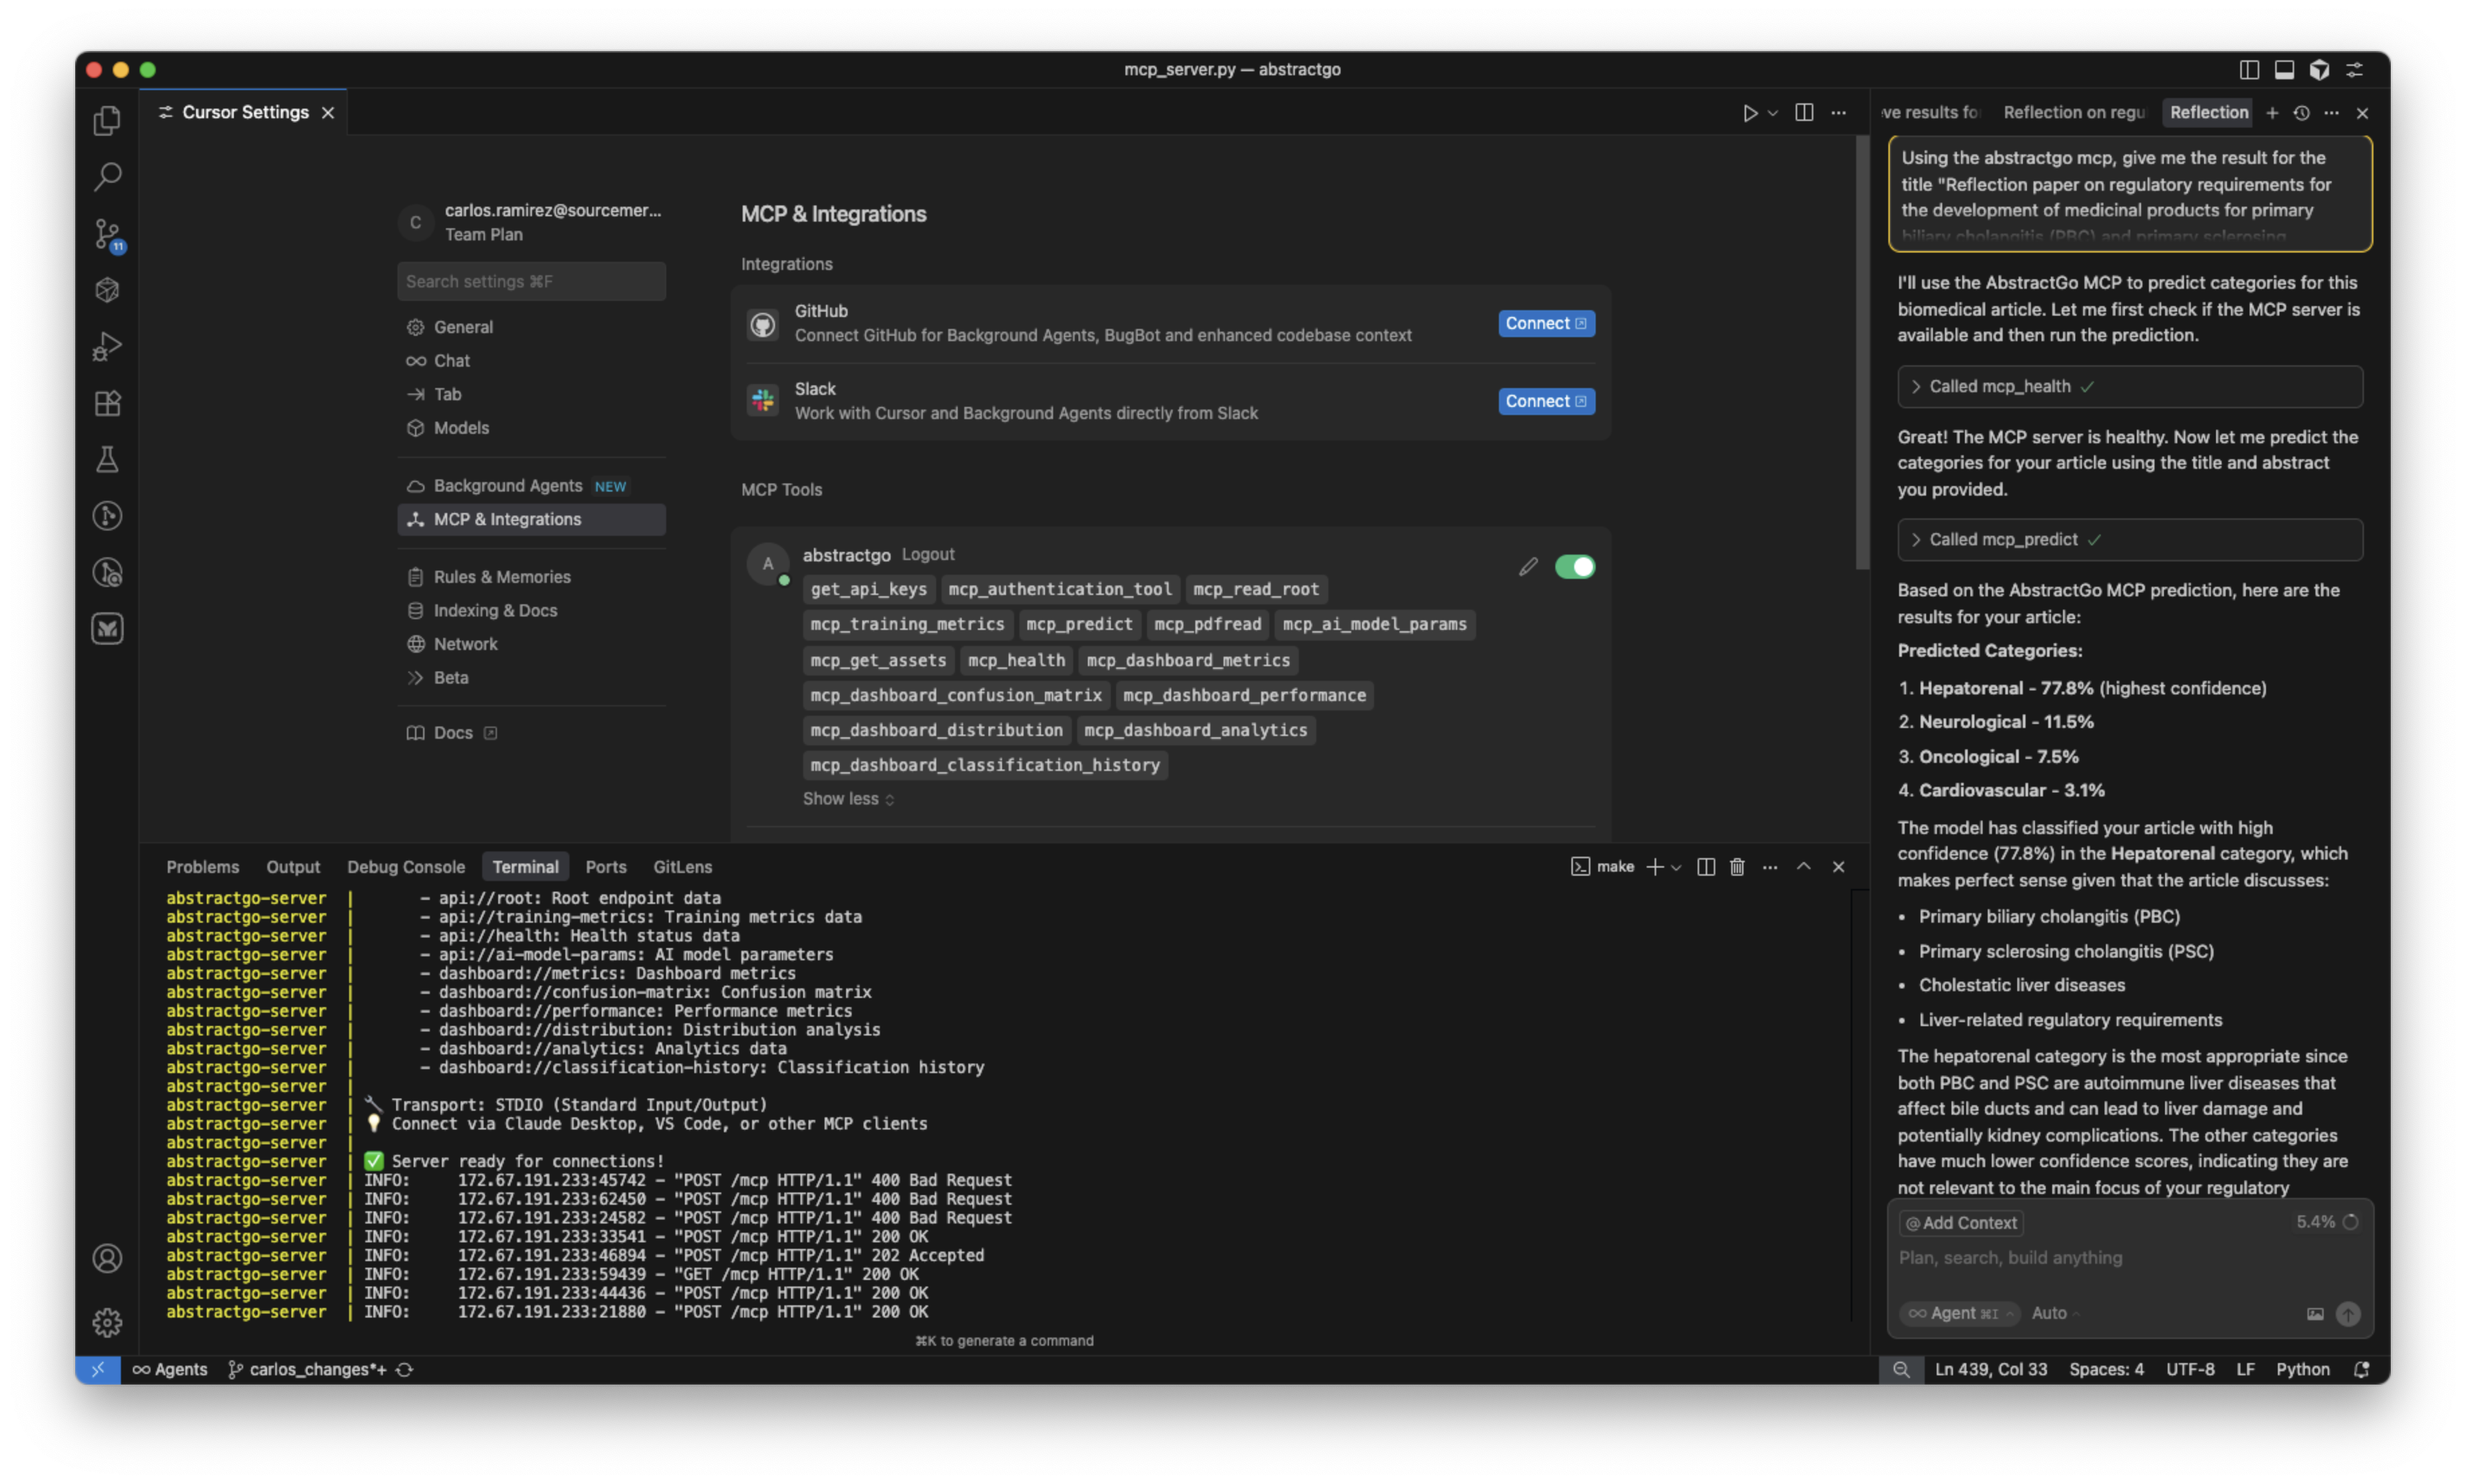 mcp_server.py — abstractgo
Cursor Settings
C
carlos.ramirez@sourcemer...
Team Plan
Search settings ⌘F
General
Chat
Tab
Models
Background Agents NEW
MCP & Integrations
Rules & Memories
Indexing & Docs
Network
Beta
Docs
11
MCP & Integrations
Integrations
GitHub
Connect GitHub for Background Agents, BugBot and enhanced codebase context
Connect
Slack
Work with Cursor and Background Agents directly from Slack
Connect
MCP Tools
A
abstractgo Logout
get_api_keys mcp_authentication_tool mcp_read_root
mcp_training_metrics mcp_predict mcp_pdfread mcp_ai_model_params
mcp_get_assets mcp_health mcp_dashboard_metrics
mcp_dashboard_confusion_matrix mcp_dashboard_performance
mcp_dashboard_distribution mcp_dashboard_analytics
mcp_dashboard_classification_history
Show less
Problems Output Debug Console Terminal Ports GitLens
make
abstractgo-server | - api://root: Root endpoint data
abstractgo-server | - api://training-metrics: Training metrics data
abstractgo-server | - api://health: Health status data
abstractgo-server | - api://ai-model-params: AI model parameters
abstractgo-server | - dashboard://metrics: Dashboard metrics
abstractgo-server | - dashboard://confusion-matrix: Confusion matrix
abstractgo-server | - dashboard://performance: Performance metrics
abstractgo-server | - dashboard://distribution: Distribution analysis
abstractgo-server | - dashboard://analytics: Analytics data
abstractgo-server | - dashboard://classification-history: Classification history
abstractgo-server |
abstractgo-server | 🔧 Transport: STDIO (Standard Input/Output)
abstractgo-server | 💡 Connect via Claude Desktop, VS Code, or other MCP clients
abstractgo-server |
abstractgo-server | ✅ Server ready for connections!
abstractgo-server | INFO: 172.67.191.233:45742 – "POST /mcp HTTP/1.1" 400 Bad Request
abstractgo-server | INFO: 172.67.191.233:62450 – "POST /mcp HTTP/1.1" 400 Bad Request
abstractgo-server | INFO: 172.67.191.233:24582 – "POST /mcp HTTP/1.1" 400 Bad Request
abstractgo-server | INFO: 172.67.191.233:33541 – "POST /mcp HTTP/1.1" 200 OK
abstractgo-server | INFO: 172.67.191.233:46894 – "POST /mcp HTTP/1.1" 202 Accepted
abstractgo-server | INFO: 172.67.191.233:59439 – "GET /mcp HTTP/1.1" 200 OK
abstractgo-server | INFO: 172.67.191.233:44436 – "POST /mcp HTTP/1.1" 200 OK
abstractgo-server | INFO: 172.67.191.233:21880 – "POST /mcp HTTP/1.1" 200 OK
⌘K to generate a command
ve results fo Reflection on regu Reflection
Using the abstractgo mcp, give me the result for the
title "Reflection paper on regulatory requirements for
the development of medicinal products for primary
biliary cholangitis (PBC) and primary sclerosing
I'll use the AbstractGo MCP to predict categories for this
biomedical article. Let me first check if the MCP server is
available and then run the prediction.
Called mcp_health ✓
Great! The MCP server is healthy. Now let me predict the
categories for your article using the title and abstract
you provided.
Called mcp_predict ✓
Based on the AbstractGo MCP prediction, here are the
results for your article:
Predicted Categories:
1. Hepatorenal - 77.8% (highest confidence)
2. Neurological - 11.5%
3. Oncological - 7.5%
4. Cardiovascular - 3.1%
The model has classified your article with high
confidence (77.8%) in the Hepatorenal category, which
makes perfect sense given that the article discusses:
• Primary biliary cholangitis (PBC)
• Primary sclerosing cholangitis (PSC)
• Cholestatic liver diseases
• Liver-related regulatory requirements
The hepatorenal category is the most appropriate since
both PBC and PSC are autoimmune liver diseases that
affect bile ducts and can lead to liver damage and
potentially kidney complications. The other categories
have much lower confidence scores, indicating they are
not relevant to the main focus of your regulatory
@ Add Context 5.4%
Plan, search, build anything
Agent ⌘I Auto
Agents carlos_changes*+
Ln 439, Col 33 Spaces: 4 UTF-8 LF Python